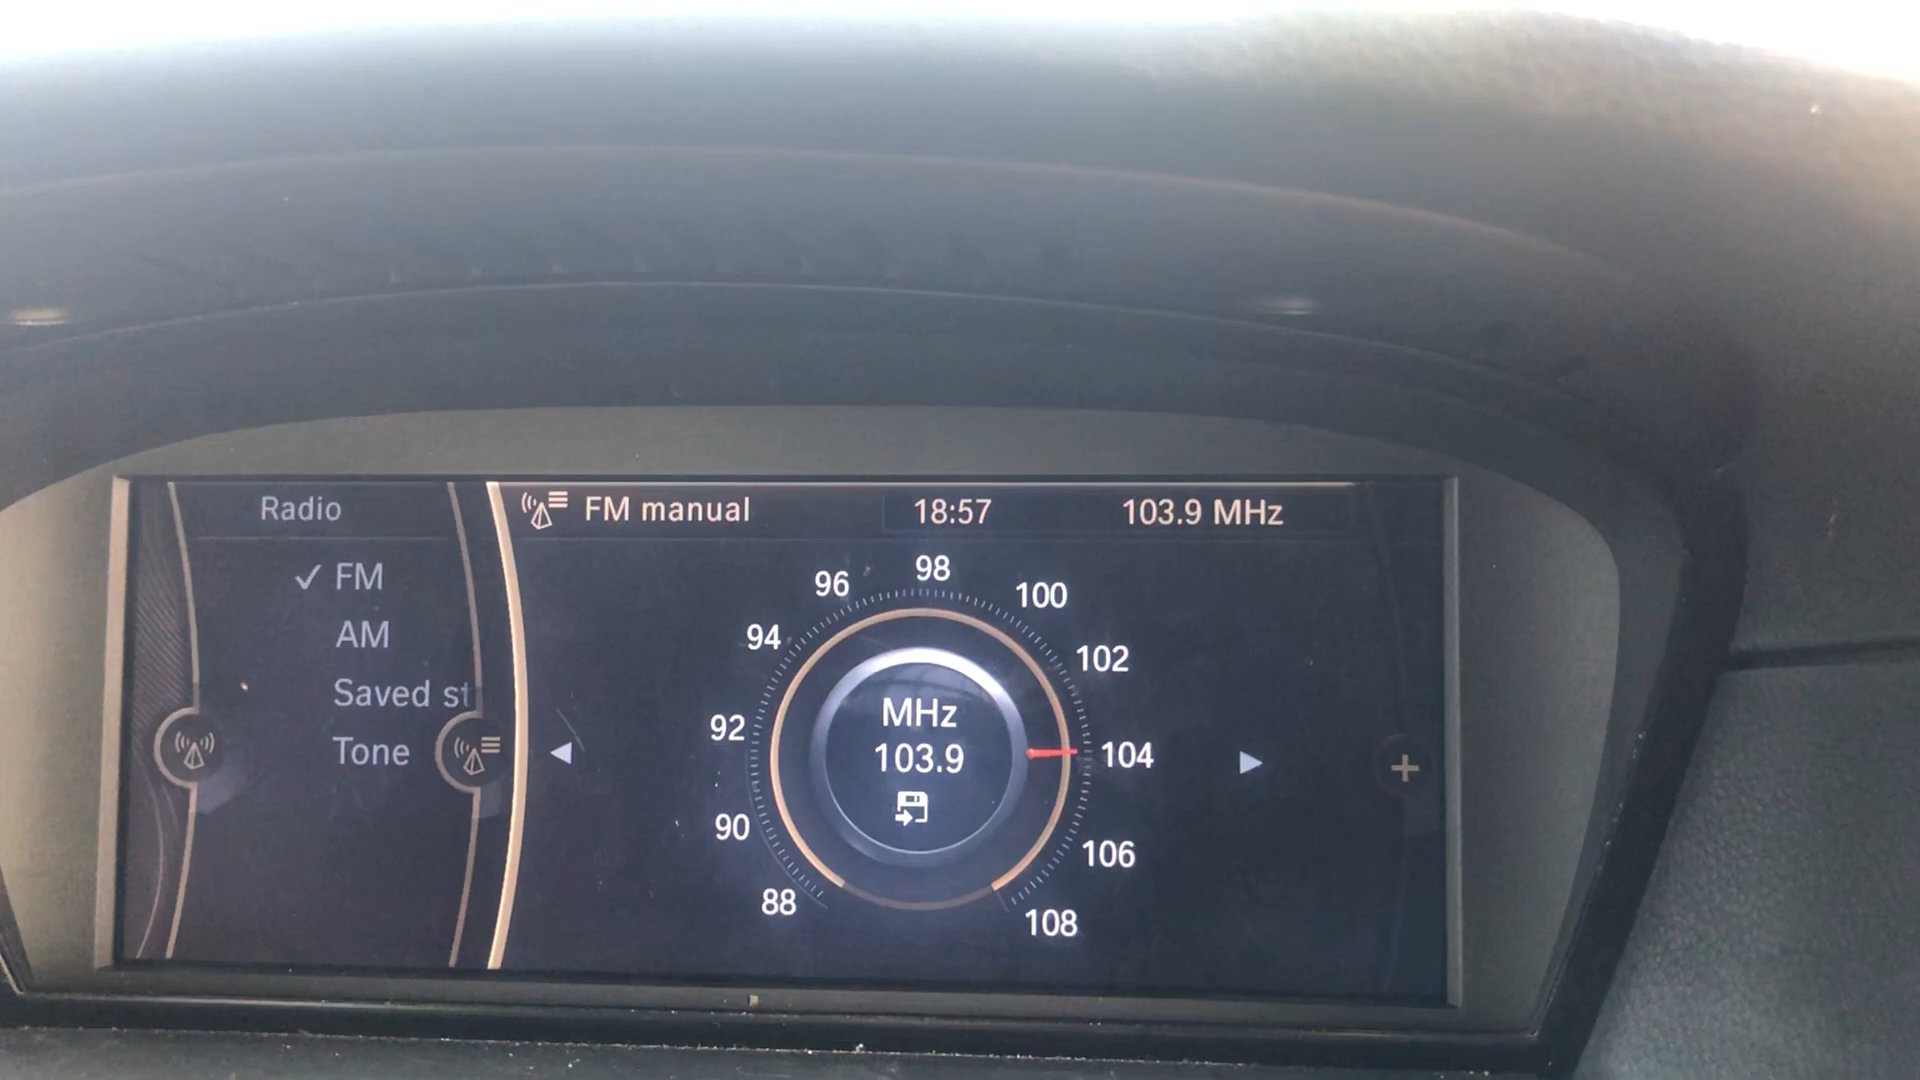 Radio
FM manual
18:57
103.9 MHz
✓ FM
AM
Saved st
Tone
88
90
92
94
96
98
100
102
104
106
108
MHz
103.9
+